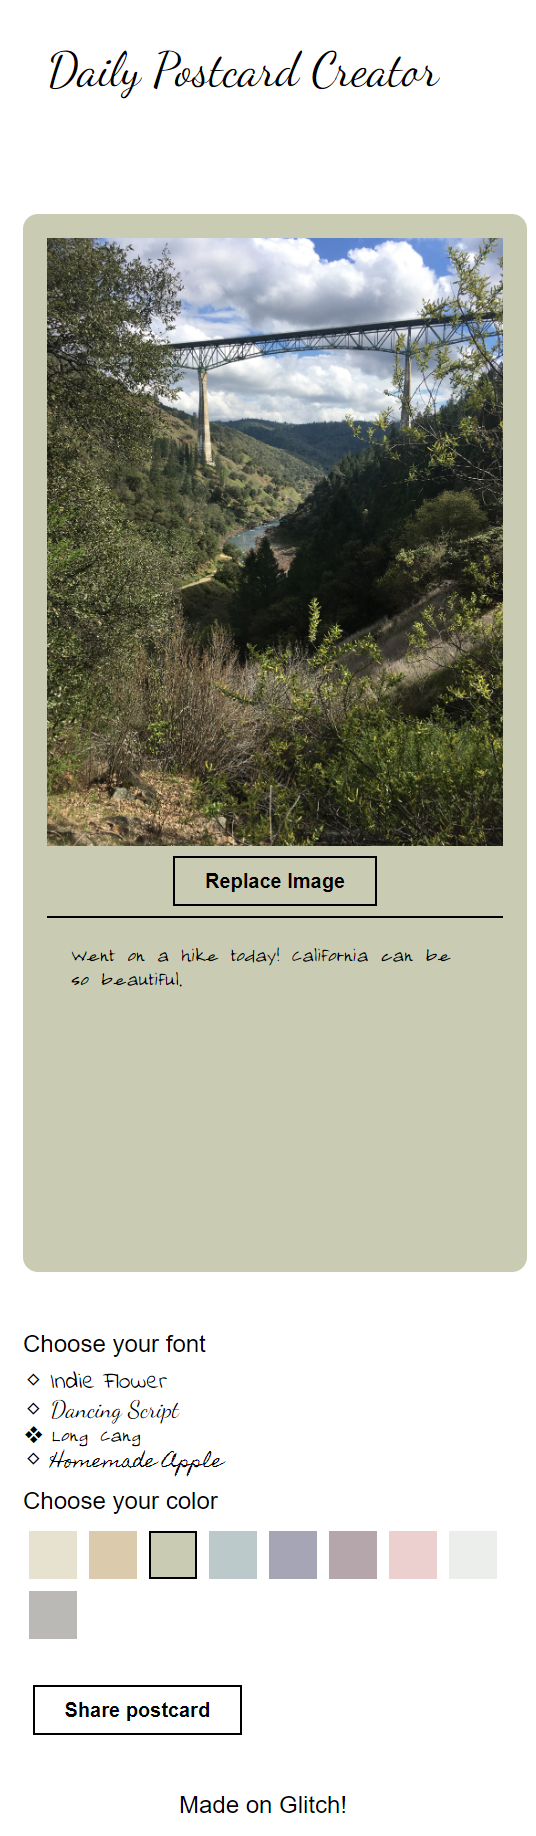 Daily Postcard Creator
Replace Image
Went on a hike today! California can be
so beautiful.
Choose your font
Indie Flower
Dancing Script
Long Cang
Homemade Apple
Choose your color
Share postcard
Made on Glitch!